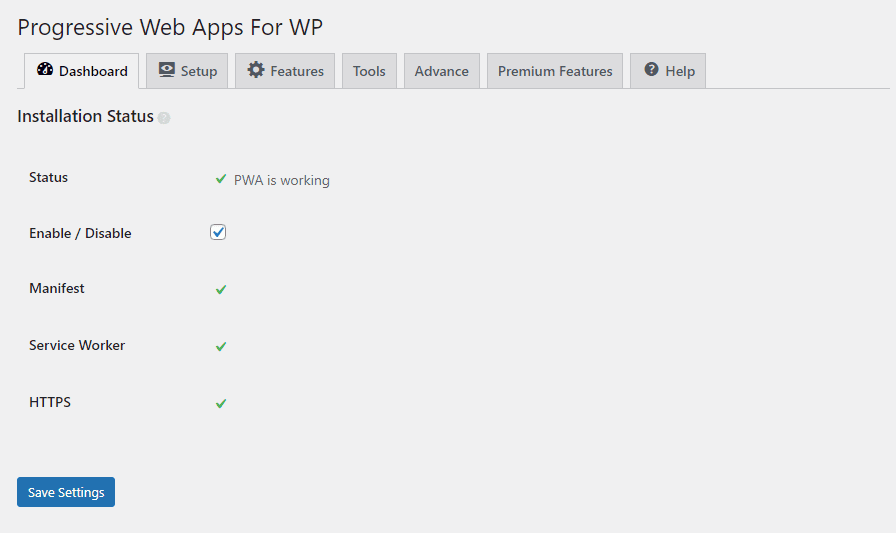 Progressive Web Apps For WP
Dashboard Setup Features Tools Advance Premium Features Help
Installation Status
Status PWA is working
Enable / Disable
Manifest
Service Worker
HTTPS
Save Settings